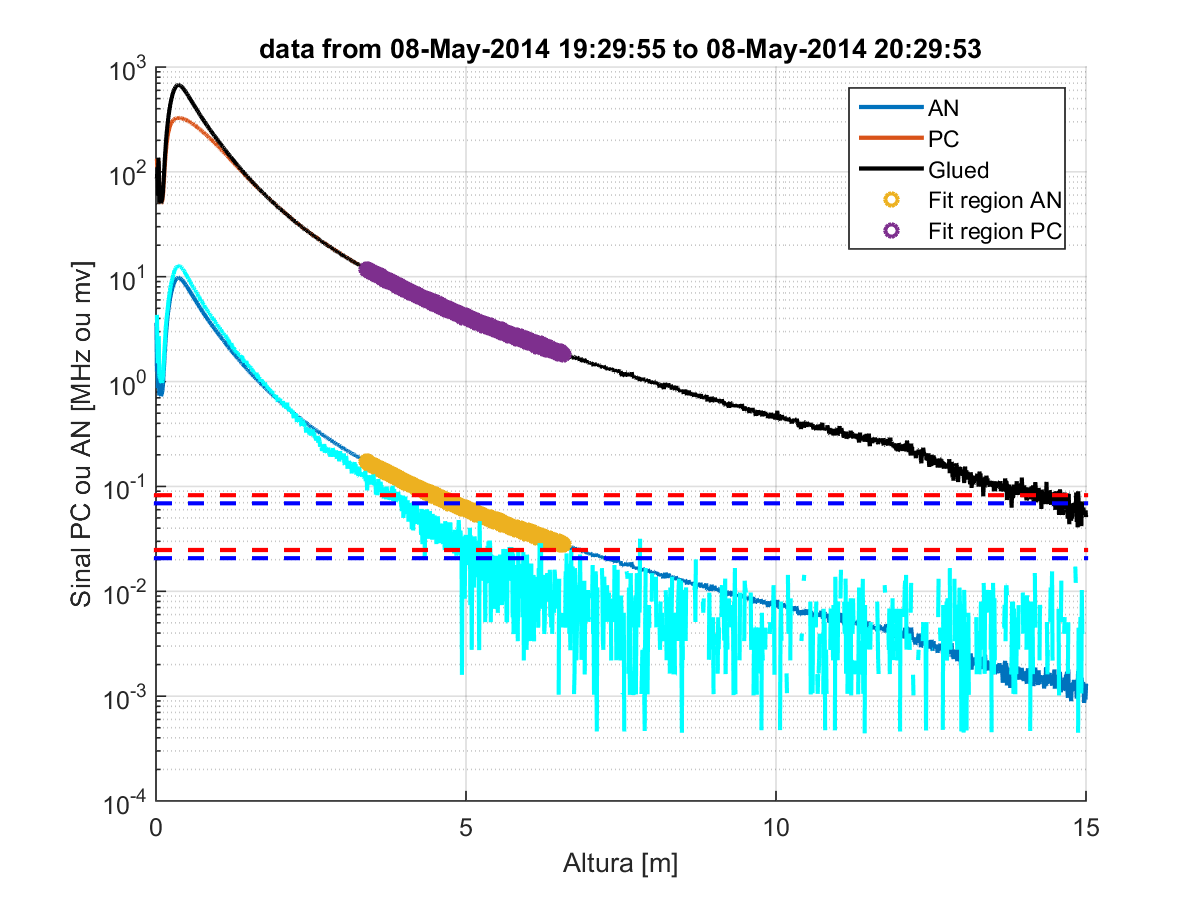 data from 08-May-2014 19:29:55 to 08-May-2014 20:29:53
10^3
10^2
10^1
10^0
10^-1
10^-2
10^-3
10^-4
Sinal PC ou AN [MHz ou mv]
AN
PC
Glued
Fit region AN
Fit region PC
0
5
10
15
Altura [m]